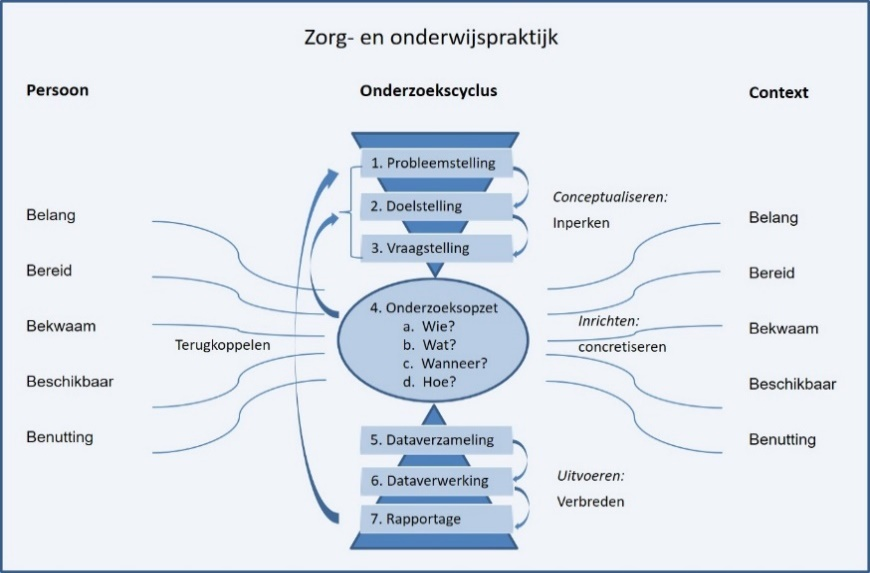 Zorg- en onderwijspraktijk
Persoon
Onderzoekscyclus
Context
1. Probleemstelling
2. Doelstelling
3. Vraagstelling
Conceptualiseren:
Inperken
Belang
Bereid
Bekwaam
Beschikbaar
Benutting
Terugkoppelen
4. Onderzoeksopzet
a. Wie?
b. Wat?
c. Wanneer?
d. Hoe?
Inrichten:
concretiseren
Belang
Bereid
Bekwaam
Beschikbaar
Benutting
5. Dataverzameling
6. Dataverwerking
7. Rapportage
Uitvoeren:
Verbreden